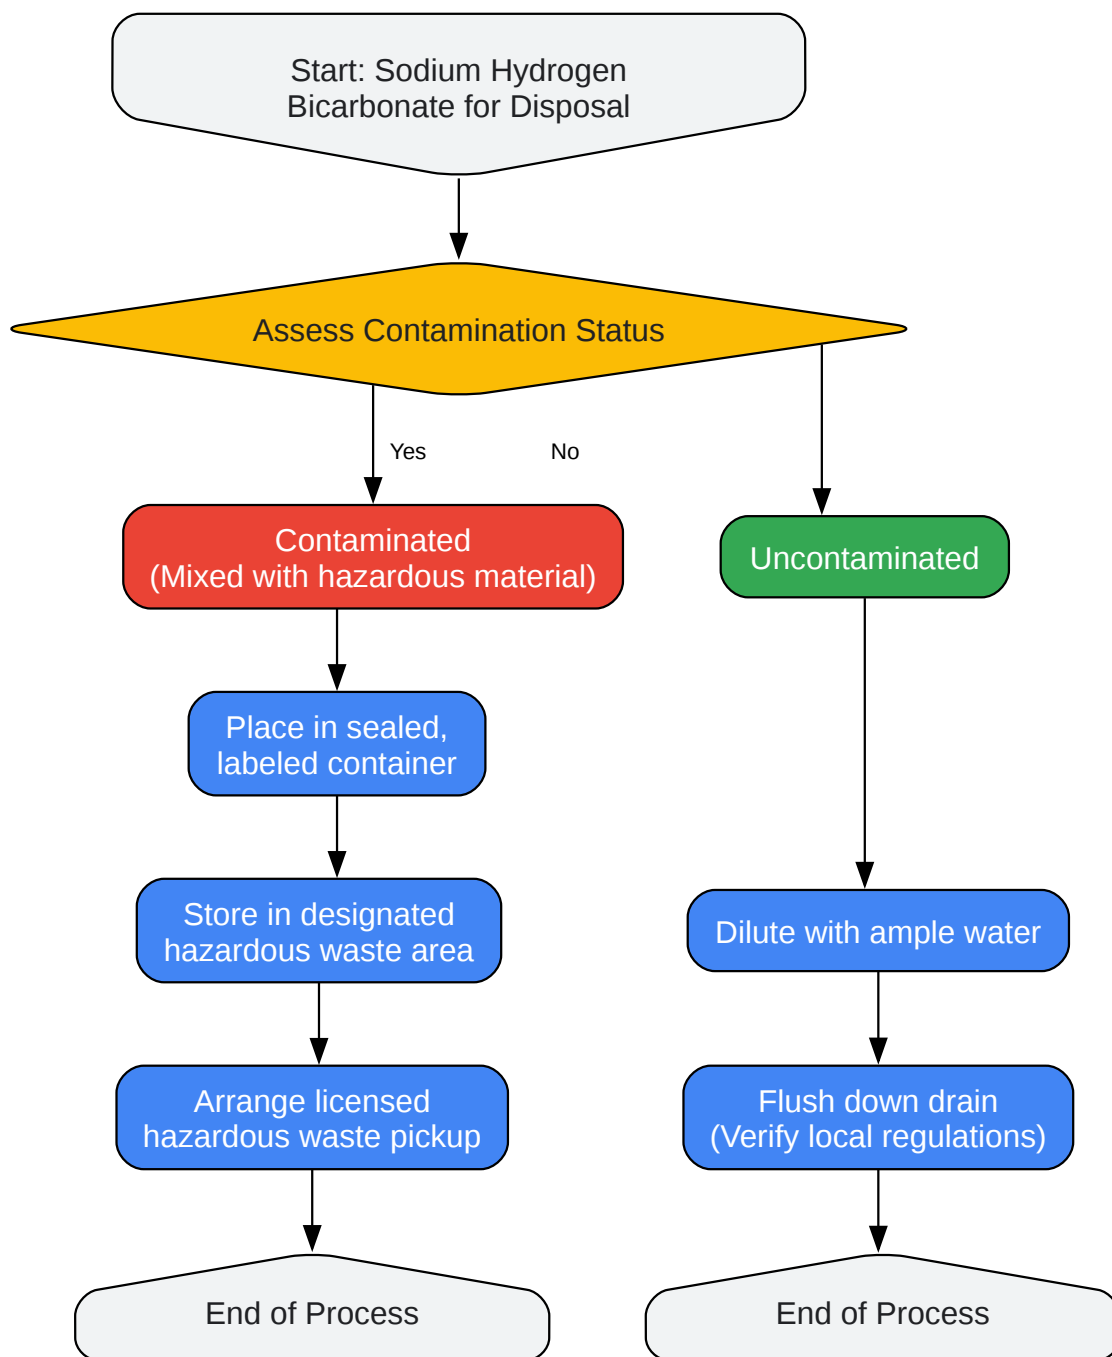 Start: Sodium Hydrogen
Bicarbonate for Disposal
Assess Contamination Status
Yes
No
Contaminated
(Mixed with hazardous material)
Uncontaminated
Place in sealed,
labeled container
Store in designated
hazardous waste area
Dilute with ample water
Arrange licensed
hazardous waste pickup
Flush down drain
(Verify local regulations)
End of Process
End of Process